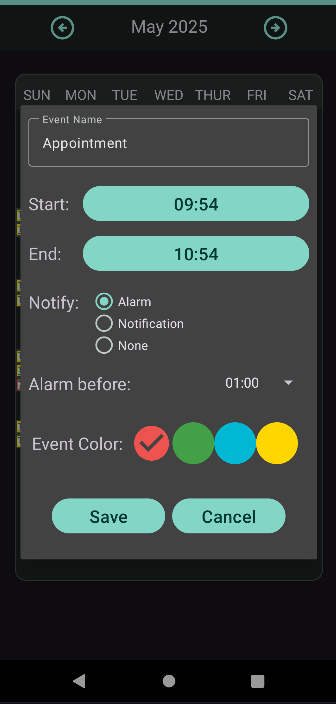 May 2025
SUN MON TUE WED THUR FRI SAT
Event Name
Appointment
Start: 09:54
End: 10:54
Notify: Alarm
Notification
None
Alarm before: 01:00
Event Color:
Save Cancel